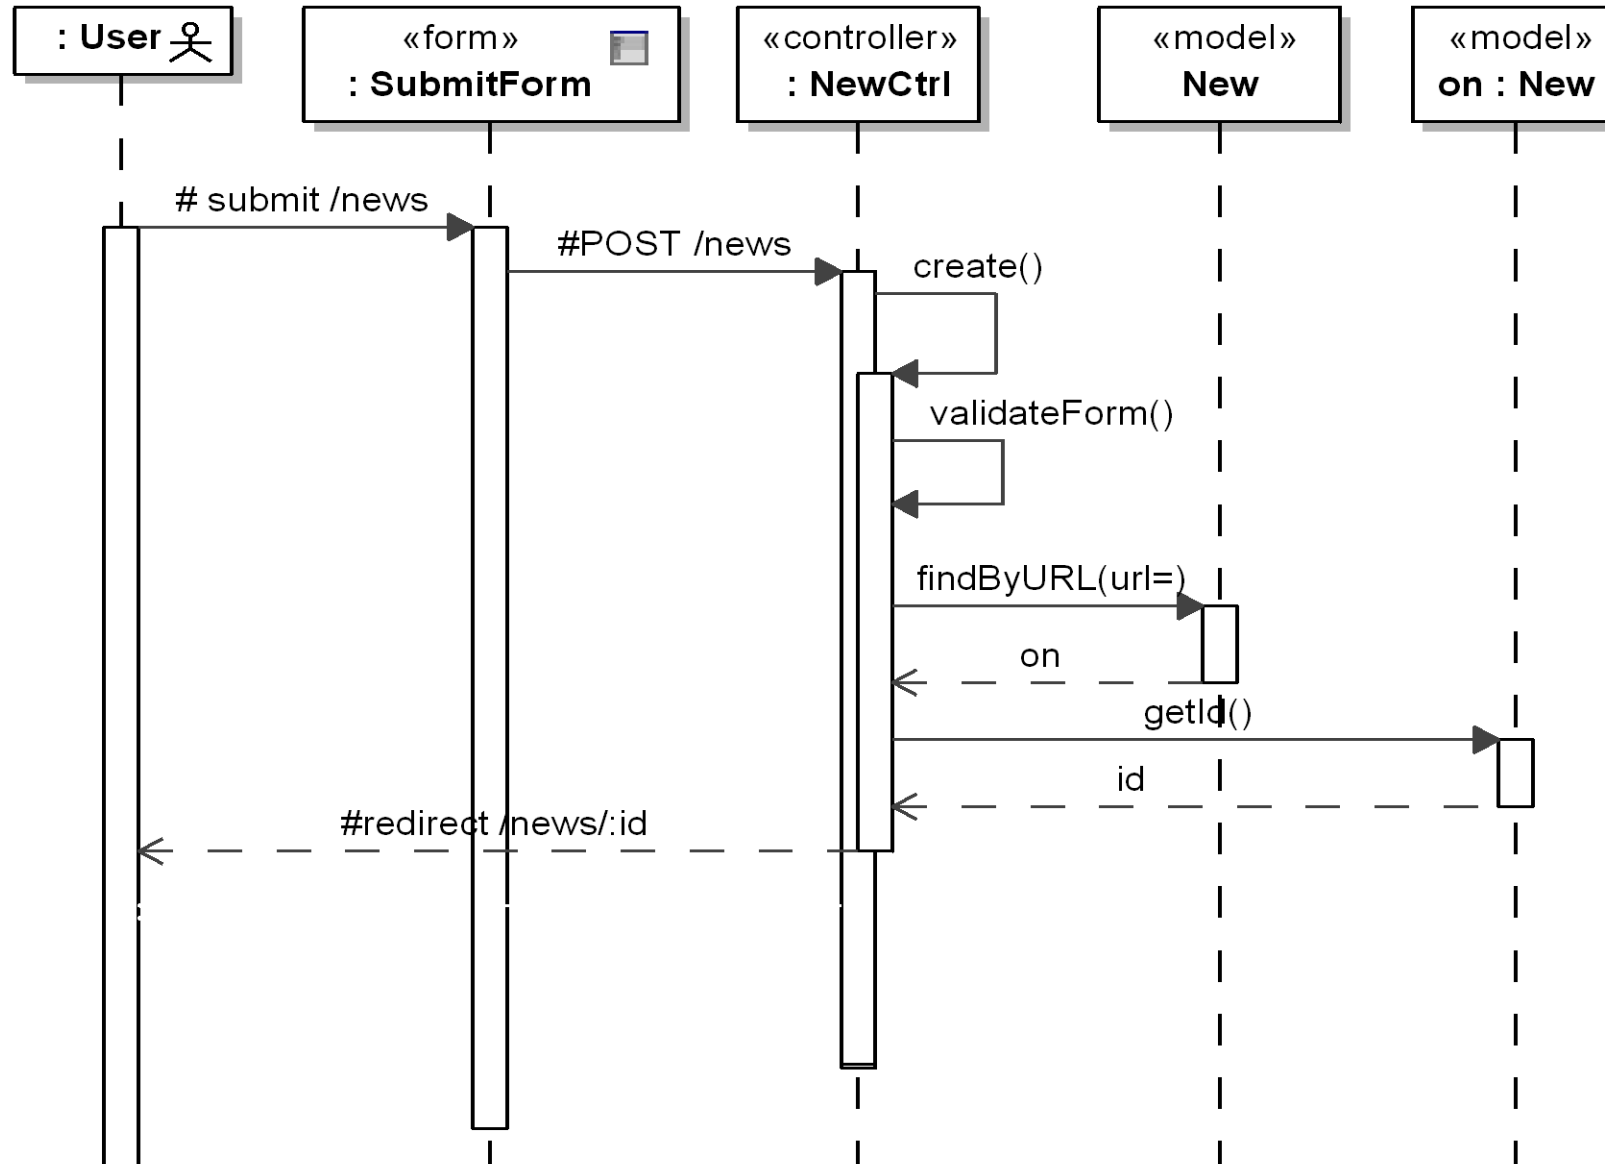 : User
«form»
: SubmitForm
«controller»
: NewCtrl
«model»
New
«model»
on : New
# submit /news
#POST /news
create()
validateForm()
findByURL(url=)
on
getId()
id
#redirect /news/:id